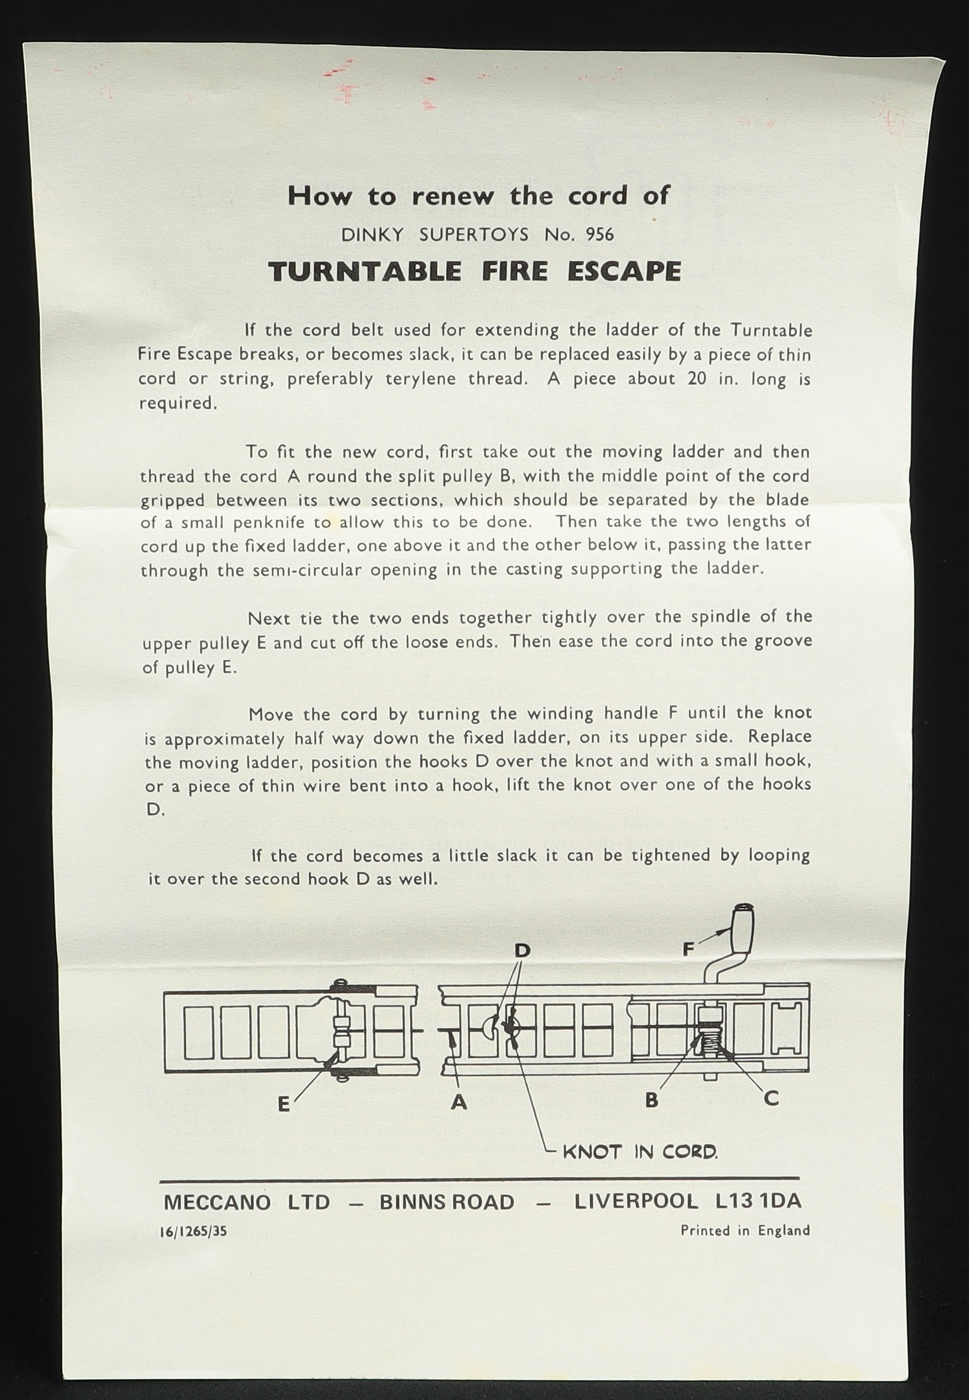 How to renew the cord of
DINKY SUPERTOYS No. 956
TURNTABLE FIRE ESCAPE
If the cord belt used for extending the ladder of the Turntable
Fire Escape breaks, or becomes slack, it can be replaced easily by a piece of thin
cord or string, preferably terylene thread. A piece about 20 in. long is
required.
To fit the new cord, first take out the moving ladder and then
thread the cord A round the split pulley B, with the middle point of the cord
gripped between its two sections, which should be separated by the blade
of a small penknife to allow this to be done. Then take the two lengths of
cord up the fixed ladder, one above it and the other below it, passing the latter
through the semi-circular opening in the casting supporting the ladder.
Next tie the two ends together tightly over the spindle of the
upper pulley E and cut off the loose ends. Then ease the cord into the groove
of pulley E.
Move the cord by turning the winding handle F until the knot
is approximately half way down the fixed ladder, on its upper side. Replace
the moving ladder, position the hooks D over the knot and with a small hook,
or a piece of thin wire bent into a hook, lift the knot over one of the hooks
D.
If the cord becomes a little slack it can be tightened by looping
it over the second hook D as well.
D
F
E
A
B
C
KNOT IN CORD.
MECCANO LTD – BINNS ROAD – LIVERPOOL L13 1DA
16/1265/35
Printed in England